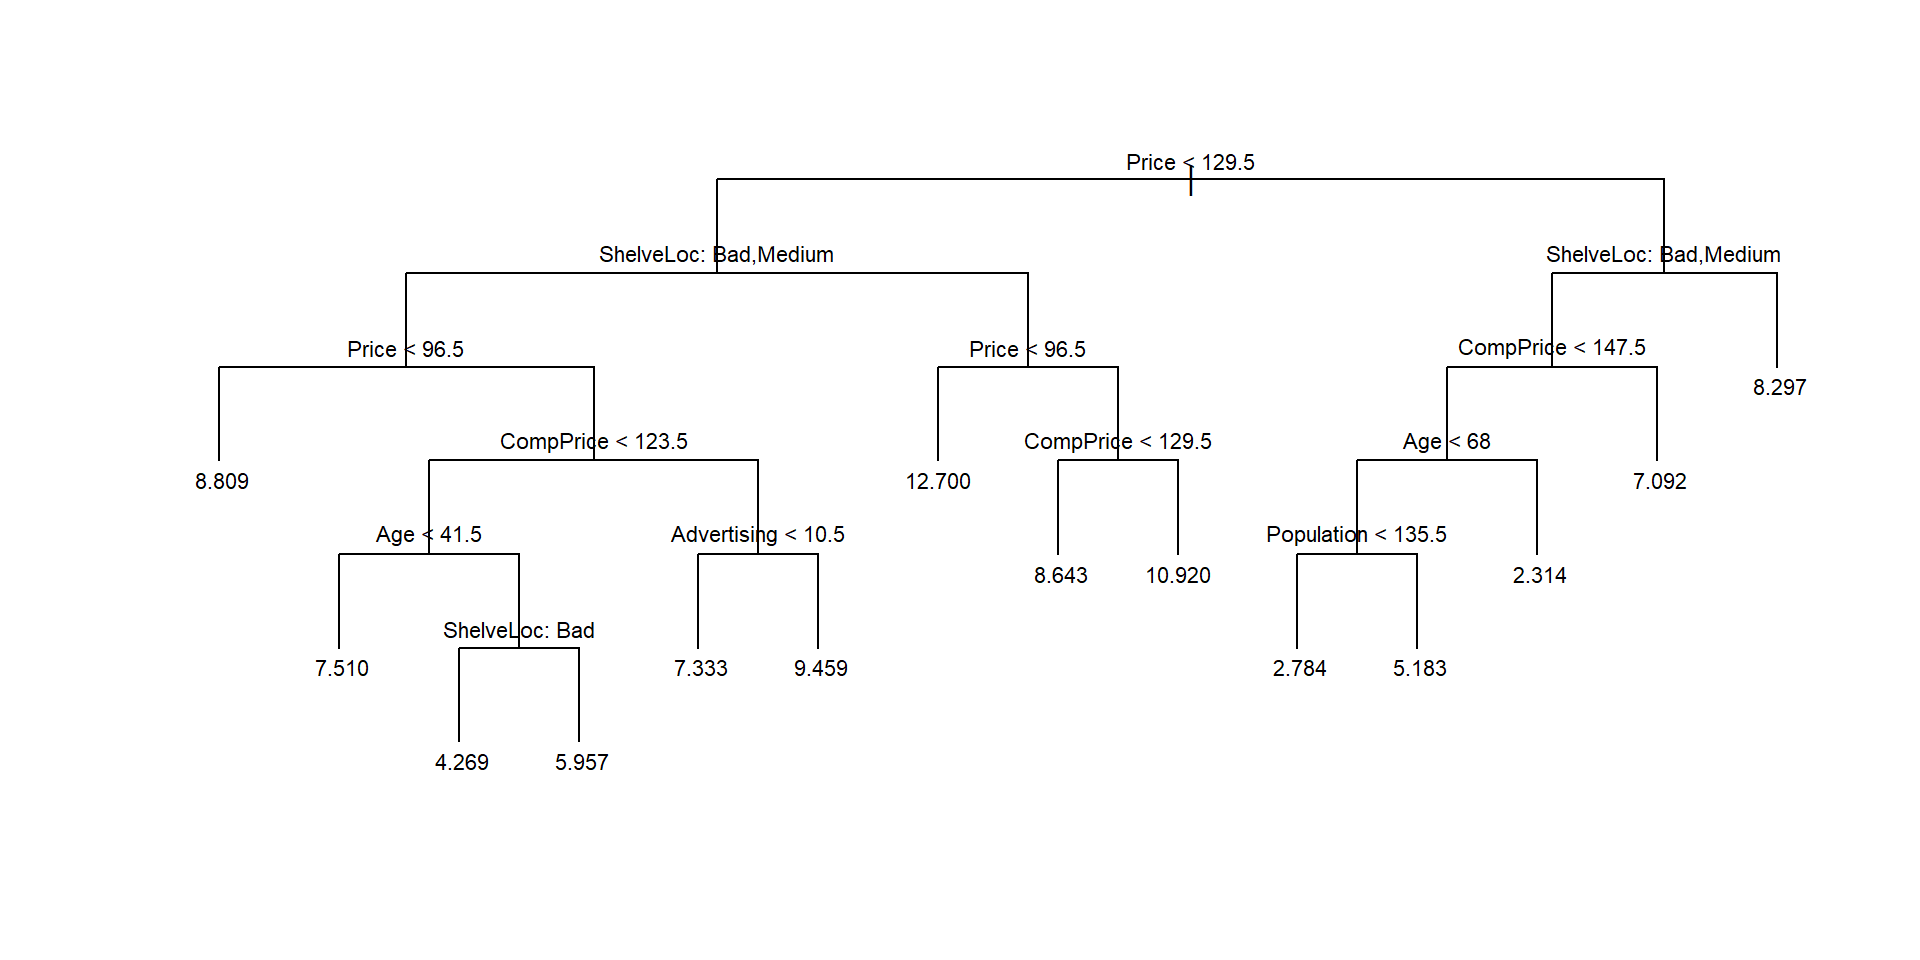 Price < 129.5
ShelveLoc: Bad,Medium
ShelveLoc: Bad,Medium
Price < 96.5
Price < 96.5
CompPrice < 147.5
8.297
CompPrice < 123.5
CompPrice < 129.5
Age < 68
8.809
12.700
7.092
Age < 41.5
Advertising < 10.5
Population < 135.5
8.643
10.920
2.314
ShelveLoc: Bad
7.510
7.333
9.459
2.784
5.183
4.269
5.957